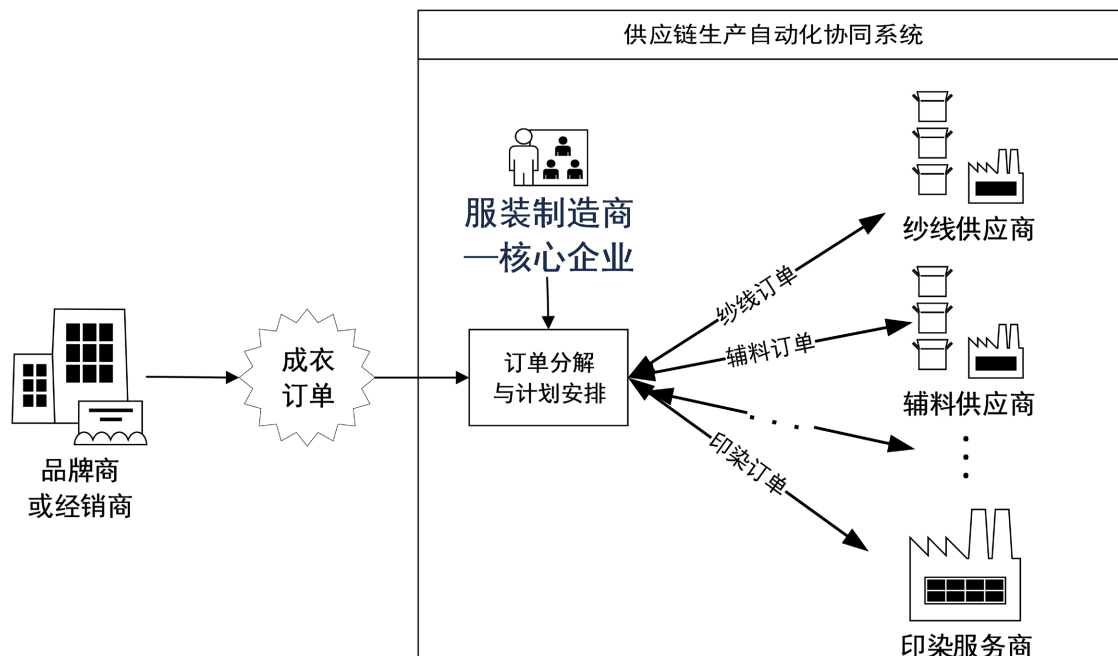 供应链生产自动化协同系统
服装制造商
—核心企业
纱线供应商
纱线订单
成衣
订单
订单分解
与计划安排
辅料订单
辅料供应商
印染订单
品牌商
或经销商
印染服务商